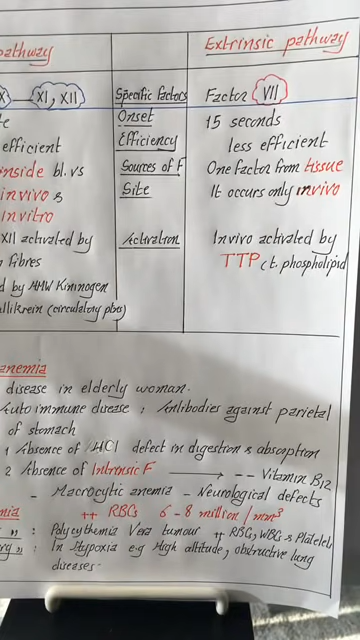 pathway Extrinsic pathway
XI, XII Specific factors Factor VII
Onset 15 seconds
efficient Efficiency less efficient
inside bl.vs Sources of F One factor from tissue
invivo & Site It occurs only invivo
Invitro
XII activated by Activation Invivo activated by
fibres TTP ct. phospholipid
d by HMW Kininogen
llikrein (circulatory pbs)
anemia
disease in elderly woman.
Auto immune disease ; Antibodies against parietal
of stomach
1 Absence of HCl defect in digestion & absorption
2 Absence of Intrinsic F → -- Vitamin B12
- Macrocytic anemia - Neurological defects
mia ++ RBCs 6-8 million / mm³
n : Polycythemia Vera tumour ++ RBCs, WBCs & Platelets
ry n : In Hypoxia e.g High altitude, obstructive lung
diseases.